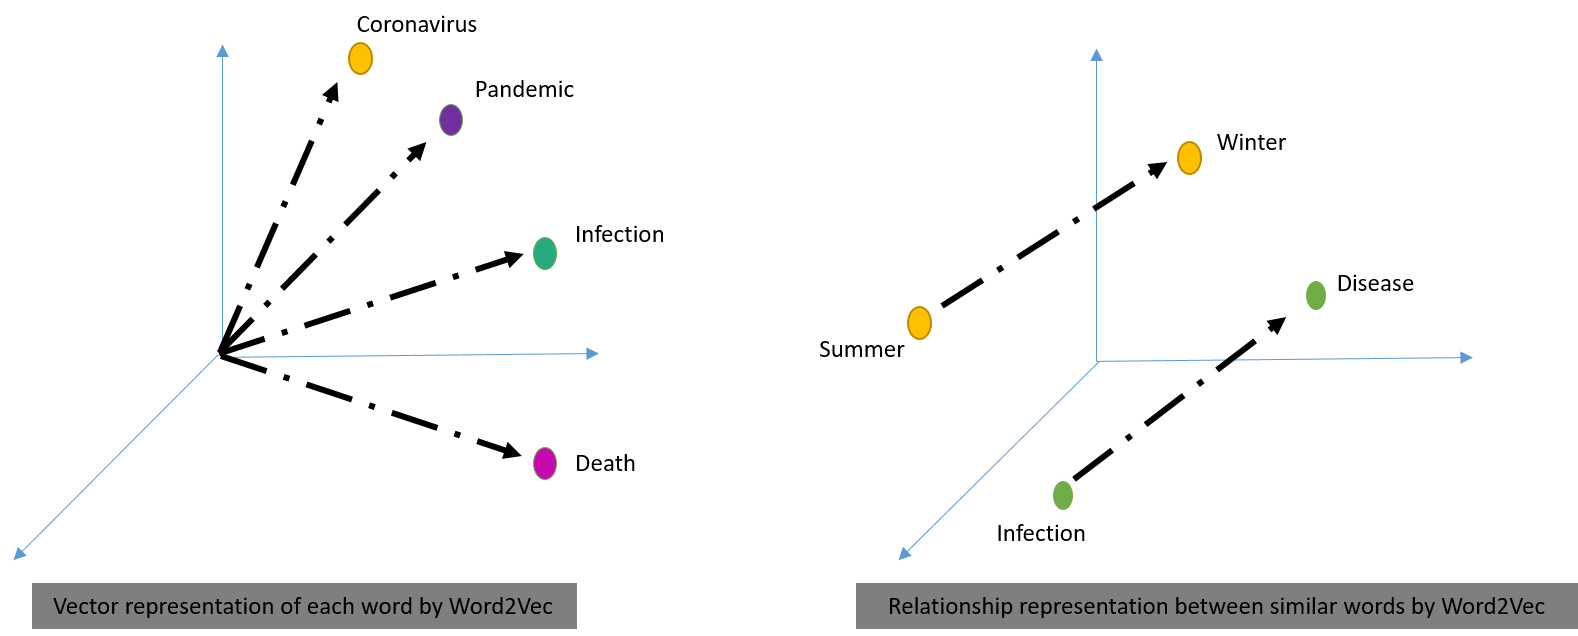 Coronavirus
Pandemic
Infection
Death
Vector representation of each word by Word2Vec
Winter
Disease
Summer
Infection
Relationship representation between similar words by Word2Vec